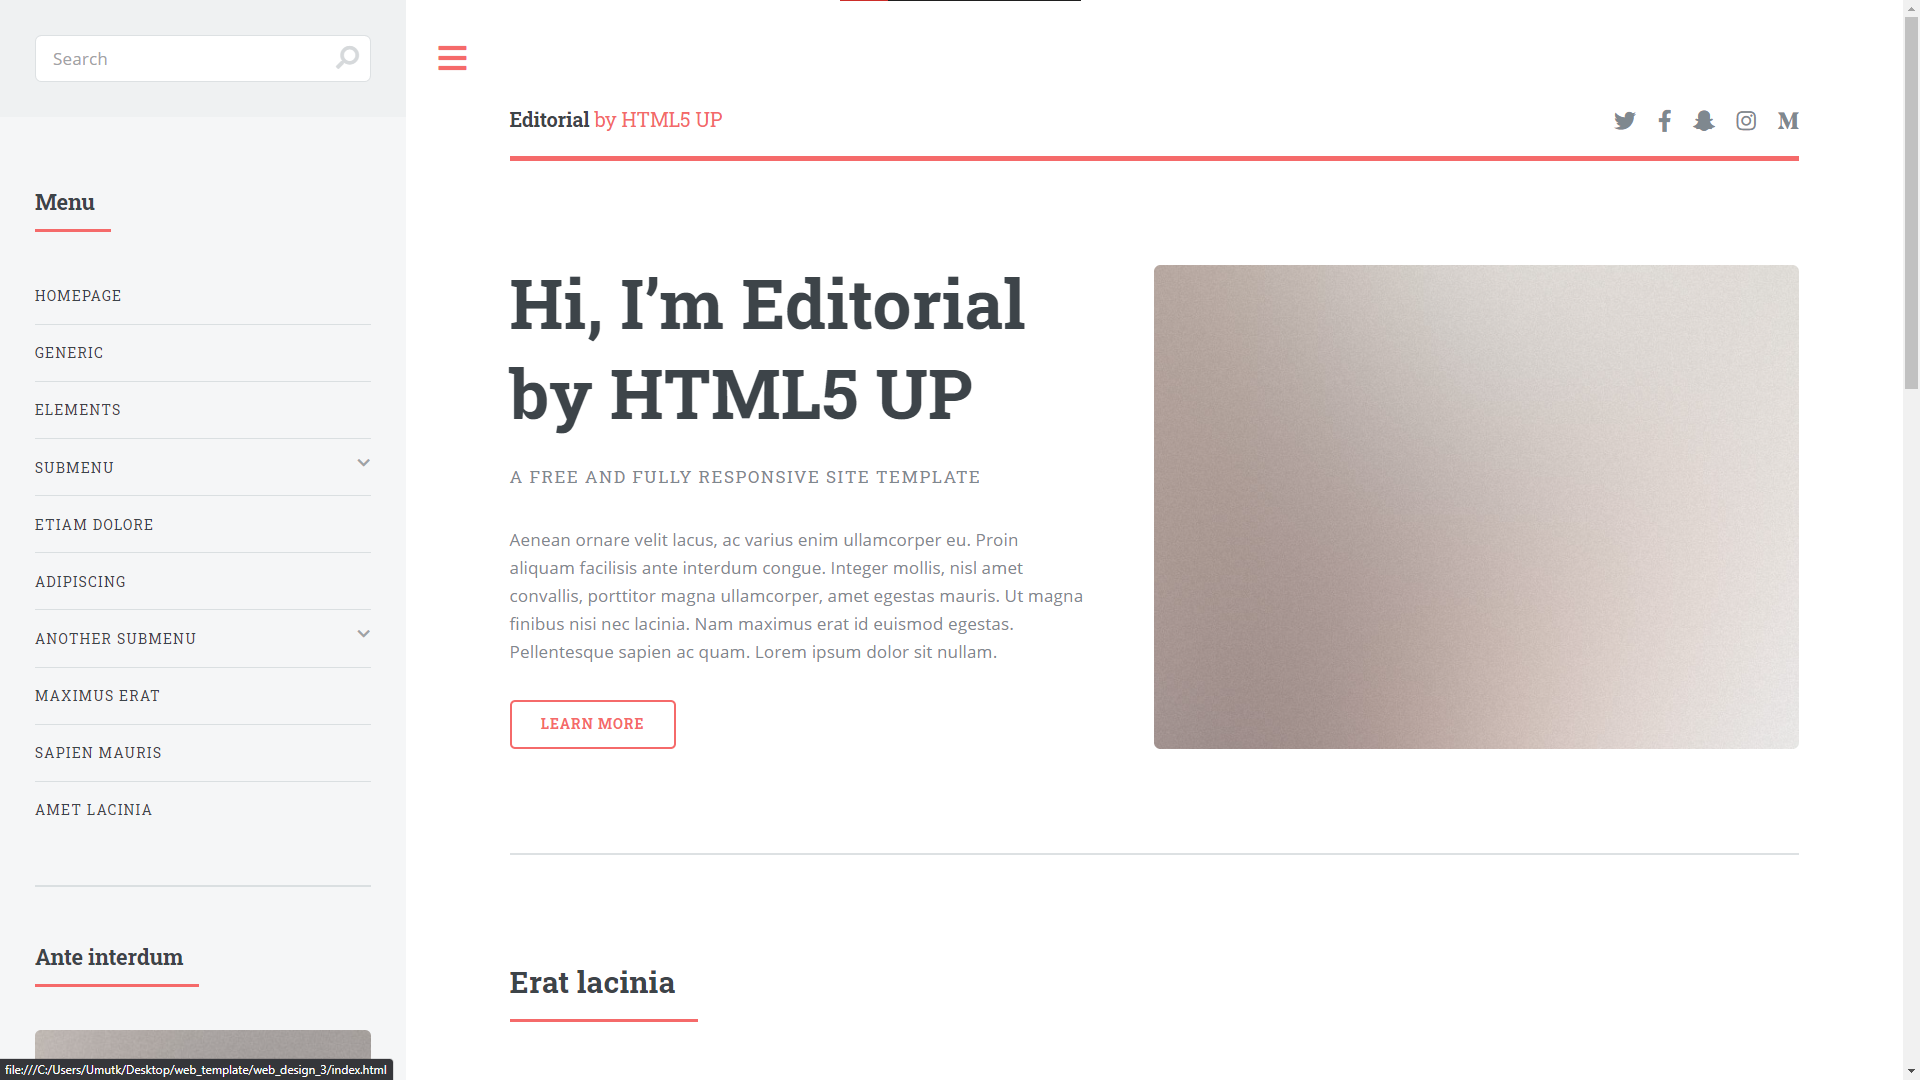 Search
Menu
HOMEPAGE
GENERIC
ELEMENTS
SUBMENU
ETIAM DOLORE
ADIPISCING
ANOTHER SUBMENU
MAXIMUS ERAT
SAPIEN MAURIS
AMET LACINIA
Ante interdum
file:///C:/Users/Umutk/Desktop/web_template/web_design_3/index.html
Editorial by HTML5 UP
Hi, I’m Editorial
by HTML5 UP
A FREE AND FULLY RESPONSIVE SITE TEMPLATE
Aenean ornare velit lacus, ac varius enim ullamcorper eu. Proin
aliquam facilisis ante interdum congue. Integer mollis, nisl amet
convallis, porttitor magna ullamcorper, amet egestas mauris. Ut magna
finibus nisi nec lacinia. Nam maximus erat id euismod egestas.
Pellentesque sapien ac quam. Lorem ipsum dolor sit nullam.
LEARN MORE
Erat lacinia